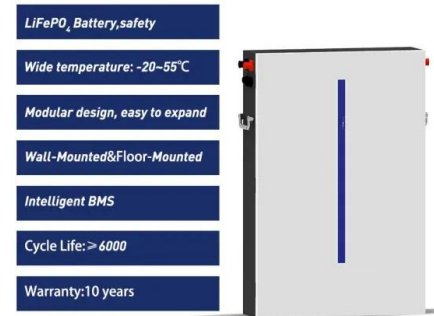 LiFePO₄ Battery,safety
Wide temperature: -20~55℃
Modular design, easy to expand
Wall-Mounted&Floor-Mounted
Intelligent BMS
Cycle Life:≥6000
Warranty:10 years